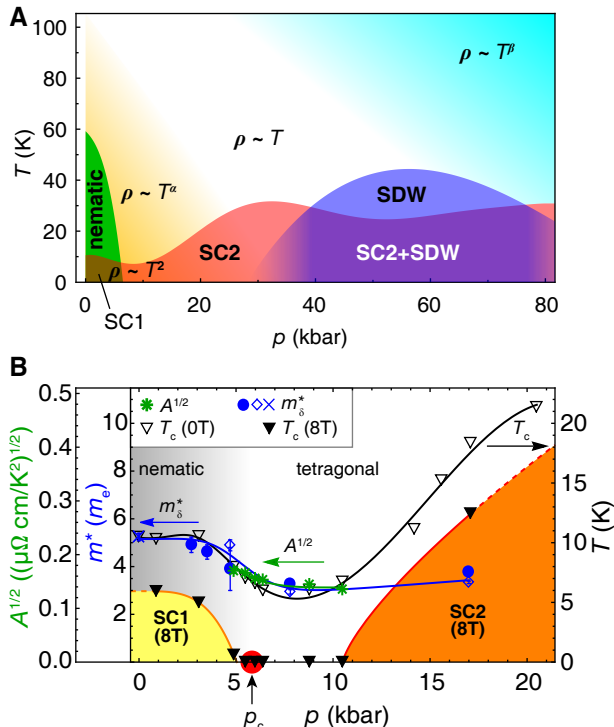 A
100
80
60
40
20
0
T (K)
ρ ~ T^β
ρ ~ T
ρ ~ T^α
ρ ~ T²
nematic
SDW
SC2
SC2+SDW
SC1
0 20 40 60 80
p (kbar)
B
A^1/2 ((μΩ cm/K²)^1/2)
0.5
0.4
0.3
0.2
0.1
0.0
m* (mₑ)
10
8
6
4
2
0
A^1/2 m*_δ
T_c (0T) T_c (8T)
nematic tetragonal
m*_δ
A^1/2
T_c
SC1
(8T)
SC2
(8T)
20
15
10
5
0
T (K)
0 5 10 15 20
p_c p (kbar)